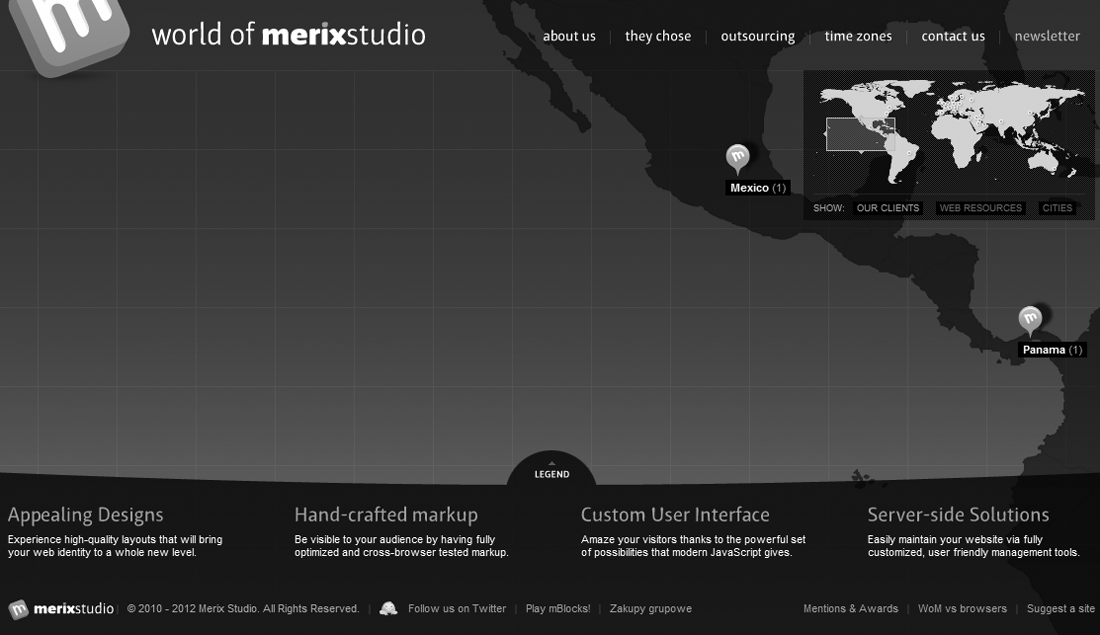 m
world of merixstudio
about us
they chose
outsourcing
time zones
contact us
newsletter
Mexico (1)
SHOW: OUR CLIENTS WEB RESOURCES CITIES
Panama (1)
LEGEND
Appealing Designs
Experience high-quality layouts that will bring
your web identity to a whole new level.
Hand-crafted markup
Be visible to your audience by having fully
optimized and cross-browser tested markup.
Custom User Interface
Amaze your visitors thanks to the powerful set
of possibilities that modern JavaScript gives.
Server-side Solutions
Easily maintain your website via fully
customized, user friendly management tools.
m merixstudio | © 2010 - 2012 Merix Studio. All Rights Reserved. | Follow us on Twitter | Play mBlocks! | Zakupy grupowe
Mentions & Awards | WoM vs browsers | Suggest a site